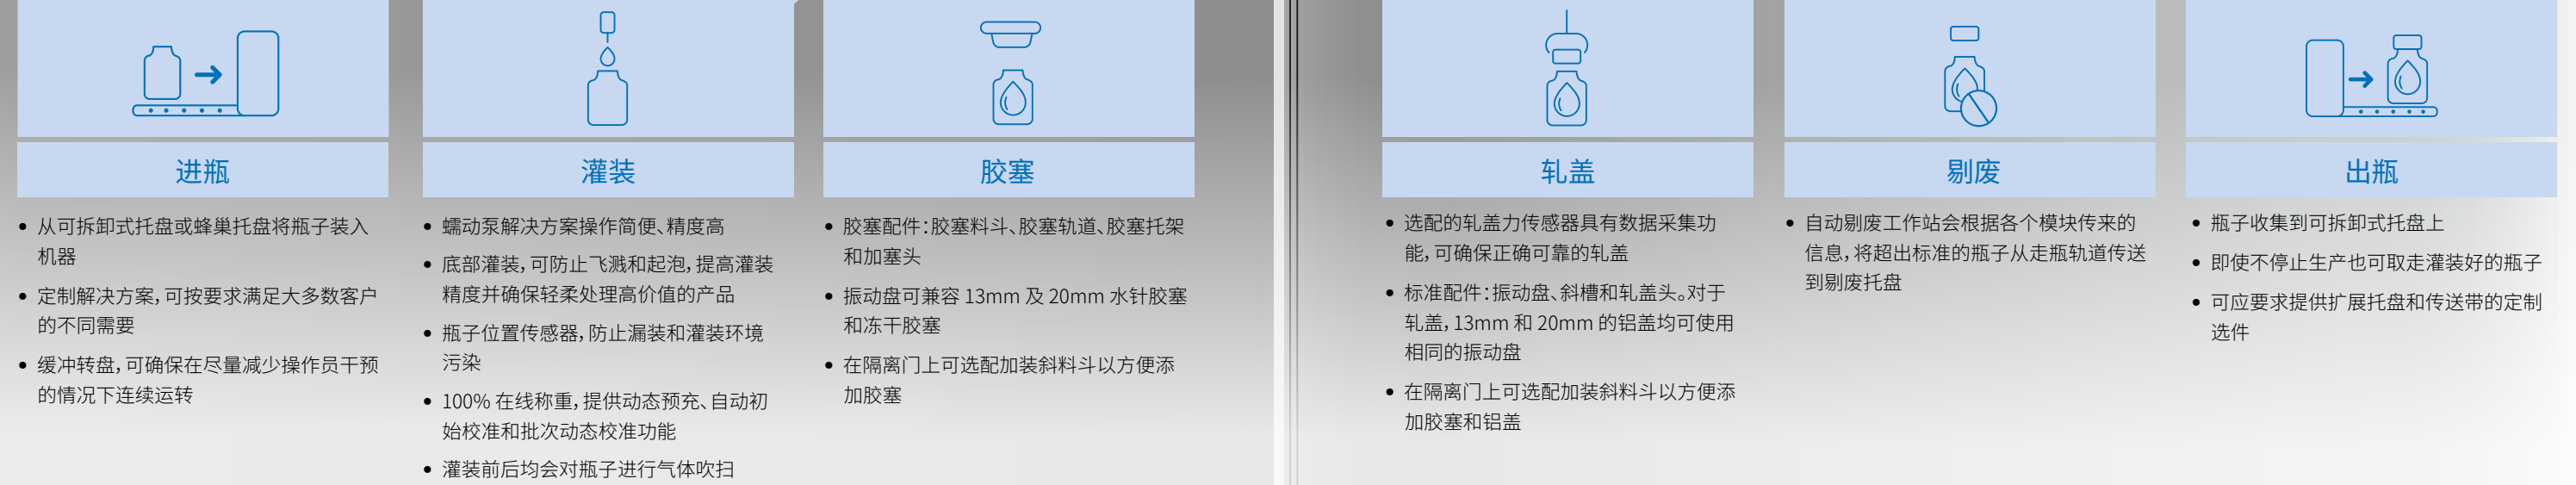 进瓶
• 从可拆卸式托盘或蜂巢托盘将瓶子装入
机器
• 定制解决方案，可按要求满足大多数客户
的不同需要
• 缓冲转盘，可确保在尽量减少操作员干预
的情况下连续运转
灌装
• 蠕动泵解决方案操作简便、精度高
• 底部灌装，可防止飞溅和起泡，提高灌装
精度并确保轻柔处理高价值的产品
• 瓶子位置传感器，防止漏装和灌装环境
污染
• 100% 在线称重，提供动态预充、自动初
始校准和批次动态校准功能
• 灌装前后均会对瓶子进行气体吹扫
胶塞
• 胶塞配件：胶塞料斗、胶塞轨道、胶塞托架
和加塞头
• 振动盘可兼容 13mm 及 20mm 水针胶塞
和冻干胶塞
• 在隔离门上可选配加装斜料斗以方便添
加胶塞
轧盖
• 选配的轧盖力传感器具有数据采集功
能，可确保正确可靠的轧盖
• 标准配件：振动盘、斜槽和轧盖头。对于
轧盖，13mm 和 20mm 的铝盖均可使用
相同的振动盘
• 在隔离门上可选配加装斜料斗以方便添
加胶塞和铝盖
剔废
• 自动剔废工作站会根据各个模块传来的
信息，将超出标准的瓶子从走瓶轨道传送
到剔废托盘
出瓶
• 瓶子收集到可拆卸式托盘上
• 即使不停止生产也可取走灌装好的瓶子
• 可应要求提供扩展托盘和传送带的定制
选件